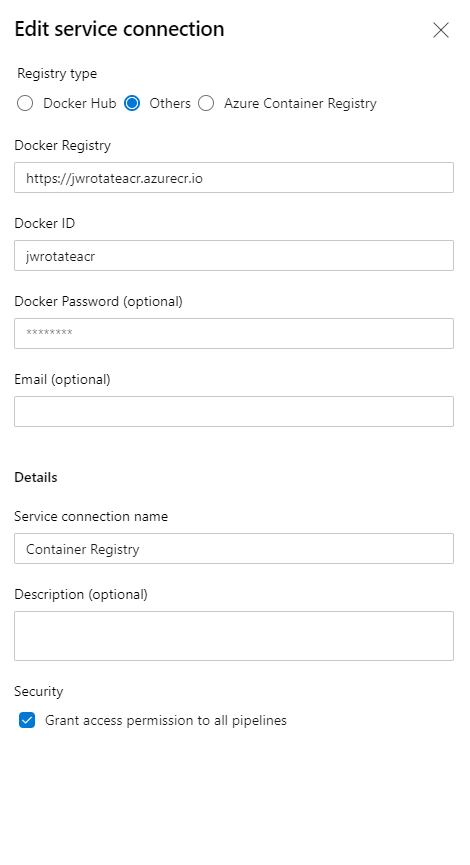 Edit service connection
Registry type
Docker Hub Others Azure Container Registry
Docker Registry
https://jwrotateacr.azurecr.io
Docker ID
jwrotateacr
Docker Password (optional)
********
Email (optional)
Details
Service connection name
Container Registry
Description (optional)
Security
Grant access permission to all pipelines